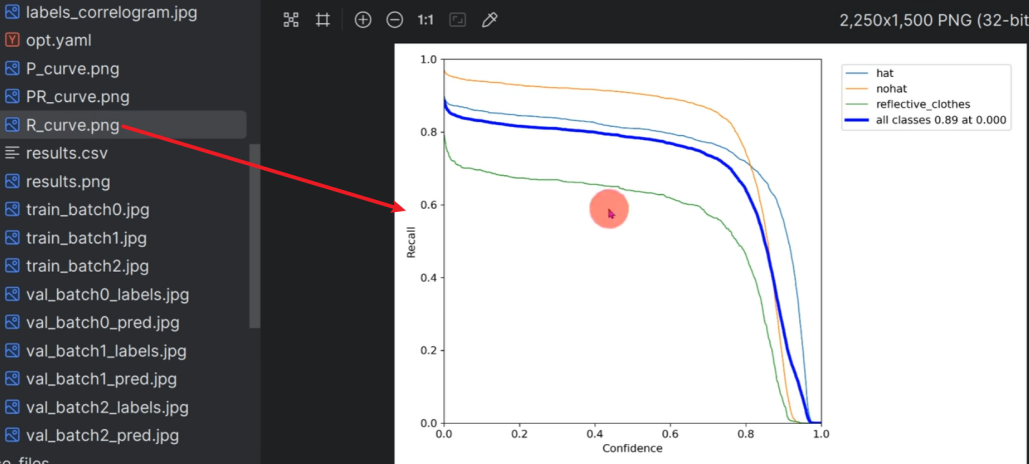 labels_correlogram.jpg
opt.yaml
P_curve.png
PR_curve.png
R_curve.png
results.csv
results.png
train_batch0.jpg
train_batch1.jpg
train_batch2.jpg
val_batch0_labels.jpg
val_batch0_pred.jpg
val_batch1_labels.jpg
val_batch1_pred.jpg
val_batch2_labels.jpg
val_batch2_pred.jpg
1:1
2,250x1,500 PNG (32-bit
1.0
0.8
0.6
0.4
0.2
0.0
Recall
0.0 0.2 0.4 0.6 0.8 1.0
Confidence
hat
nohat
reflective_clothes
all classes 0.89 at 0.000